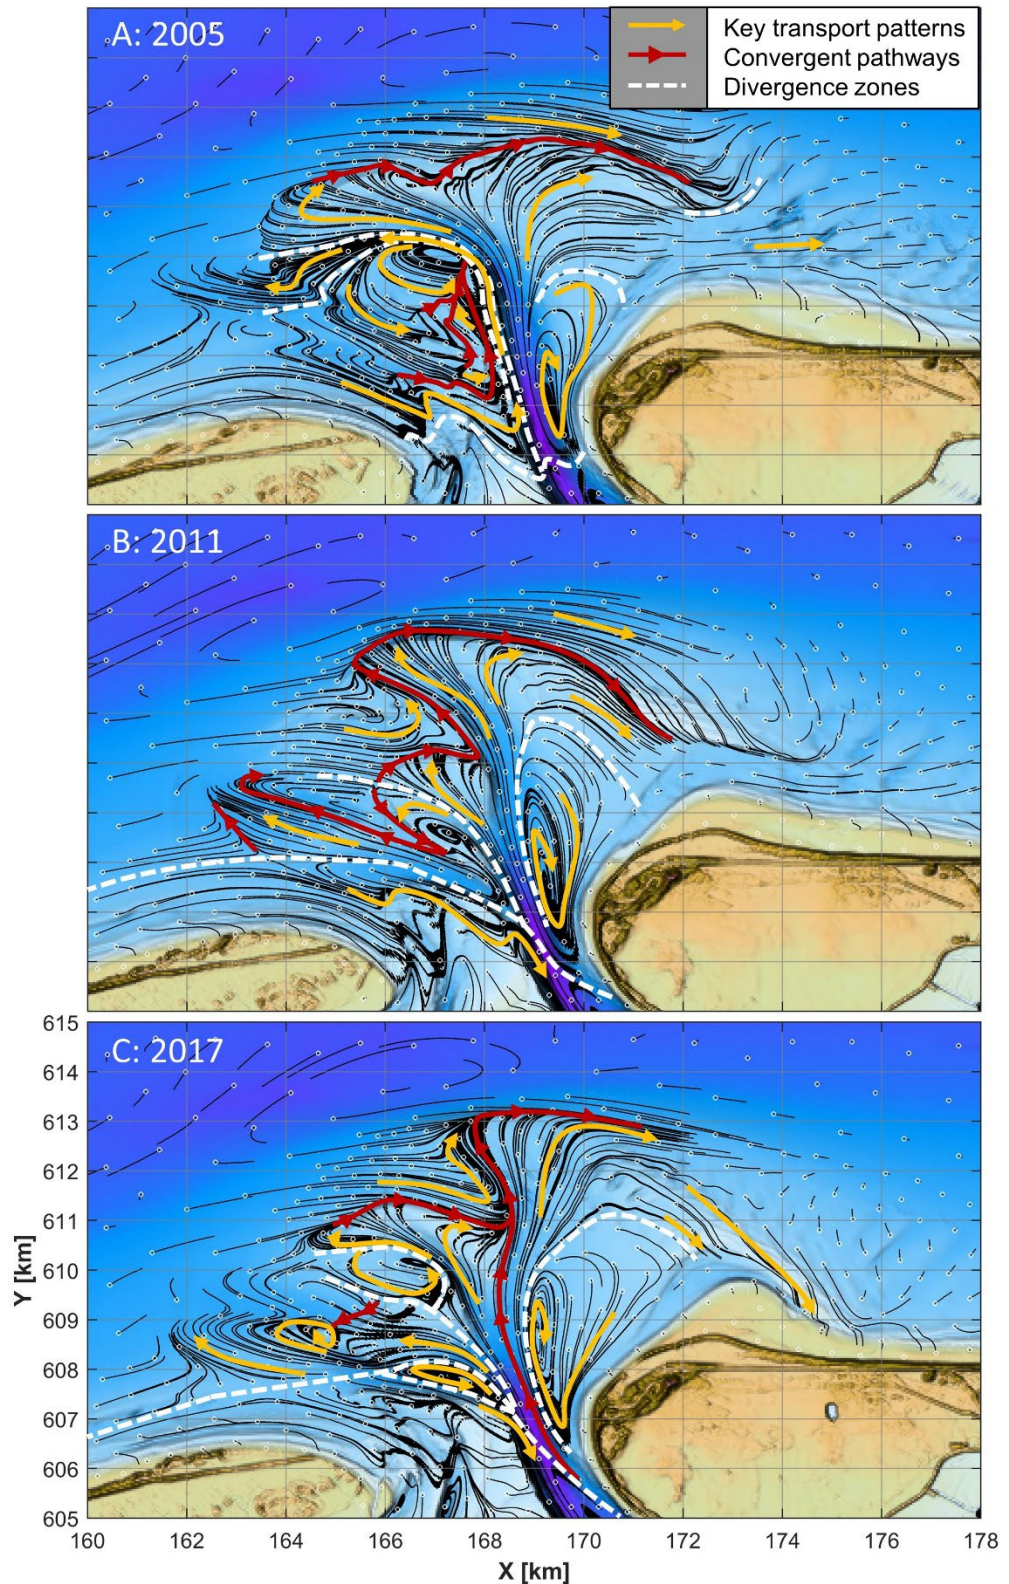 A: 2005
Key transport patterns
Convergent pathways
Divergence zones
B: 2011
C: 2017
615
614
613
612
611
610
609
608
607
606
605
Y [km]
160 162 164 166 168 170 172 174 176 178
X [km]